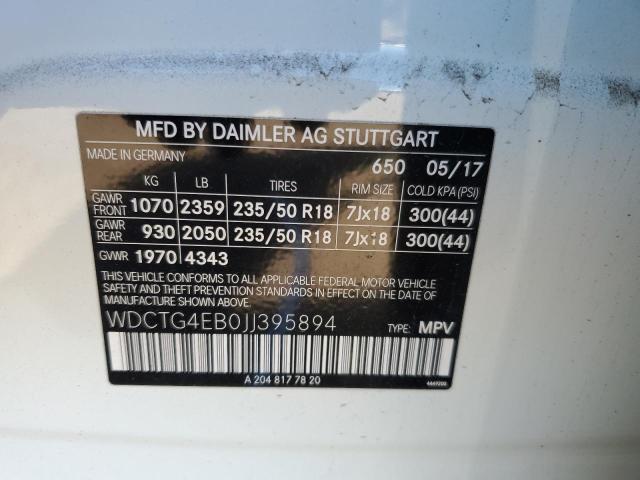 MFD BY DAIMLER AG STUTTGART
MADE IN GERMANY 650 05/17
KG LB TIRES RIM SIZE COLD KPA (PSI)
GAWR FRONT 1070 2359 235/50 R18 7Jx18 300(44)
GAWR REAR 930 2050 235/50 R18 7Jx18 300(44)
GVWR 1970 4343
THIS VEHICLE CONFORMS TO ALL APPLICABLE FEDERAL MOTOR VEHICLE
SAFETY AND THEFT PREVENTION STANDARDS IN EFFECT ON THE DATE OF
MANUFACTURE SHOWN ABOVE.
WDCTG4EB0JJ395894 TYPE: MPV
A 204 817 78 20